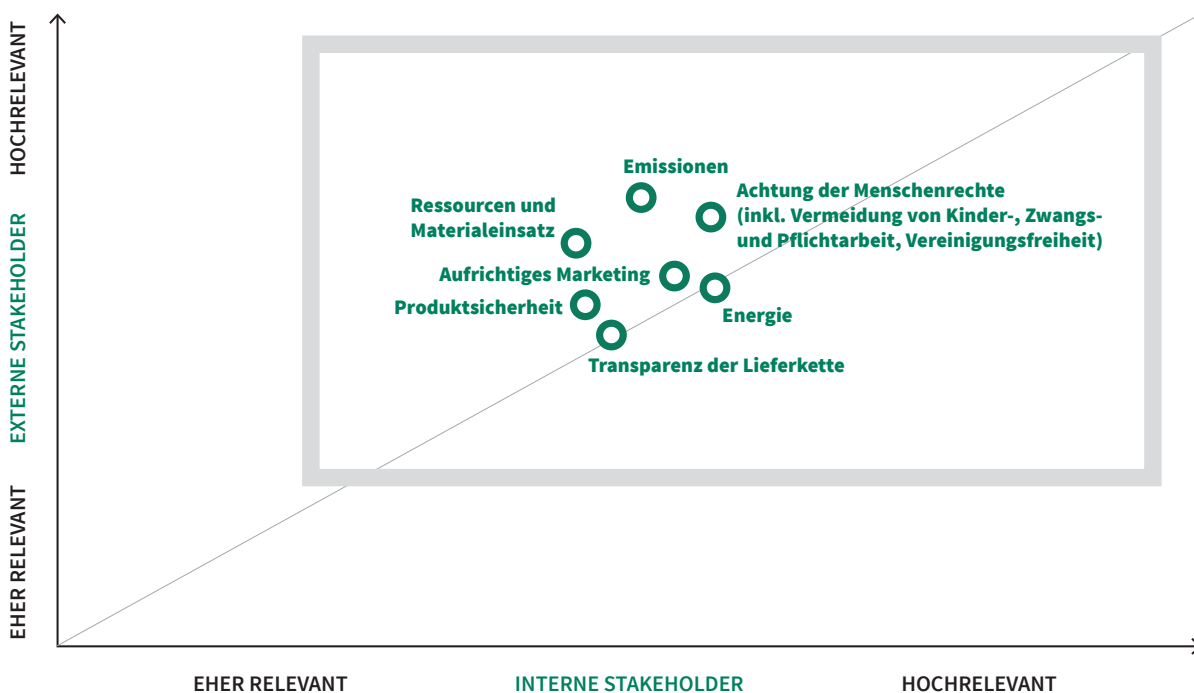 HOCHRELEVANT
EXTERNE STAKEHOLDER
EHER RELEVANT
Emissionen
Achtung der Menschenrechte
(inkl. Vermeidung von Kinder-, Zwangs-
und Pflichtarbeit, Vereinigungsfreiheit)
Ressourcen und
Materialeinsatz
Aufrichtiges Marketing
Produktsicherheit
Energie
Transparenz der Lieferkette
EHER RELEVANT
INTERNE STAKEHOLDER
HOCHRELEVANT